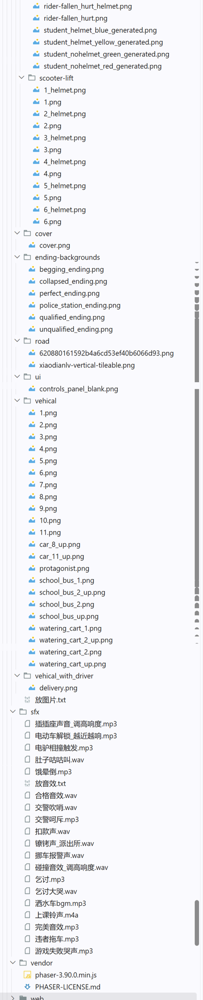 rider-fallen_hurt_helmet.png
rider-fallen_hurt.png
student_helmet_blue_generated.png
student_helmet_yellow_generated.png
student_nohelmet_green_generated.png
student_nohelmet_red_generated.png
scooter-lift
1_helmet.png
1.png
2_helmet.png
2.png
3_helmet.png
3.png
4_helmet.png
4.png
5_helmet.png
5.png
6_helmet.png
6.png
cover
cover.png
ending-backgrounds
begging_ending.png
collapsed_ending.png
perfect_ending.png
police_station_ending.png
qualified_ending.png
unqualified_ending.png
road
620880161592b4a6cd53ef40b6066d93.png
xiaodianlv-vertical-tileable.png
ui
controls_panel_blank.png
vehical
1.png
2.png
3.png
4.png
5.png
6.png
7.png
8.png
9.png
10.png
11.png
car_8_up.png
car_11_up.png
protagonist.png
school_bus_1.png
school_bus_2_up.png
school_bus_2.png
school_bus_up.png
watering_cart_1.png
watering_cart_2_up.png
watering_cart_2.png
watering_cart_up.png
vehical_with_driver
delivery.png
放图片.txt
sfx
插插座声音_调高响度.mp3
电动车解锁_越近越响.mp3
电驴相撞触发.mp3
肚子咕咕叫.wav
饿晕倒.mp3
放音效.txt
合格音效.wav
交警吹哨.wav
交警呵斥.mp3
扣款声.wav
镣铐声_派出所.wav
挪车报警声.wav
碰撞音效_调高响度.wav
乞讨.mp3
乞讨大哭.wav
洒水车bgm.mp3
上课铃声.m4a
完美音效.mp3
违者拖车.mp3
游戏失败哭声.mp3
vendor
JS phaser-3.90.0.min.js
PHASER-LICENSE.md
web